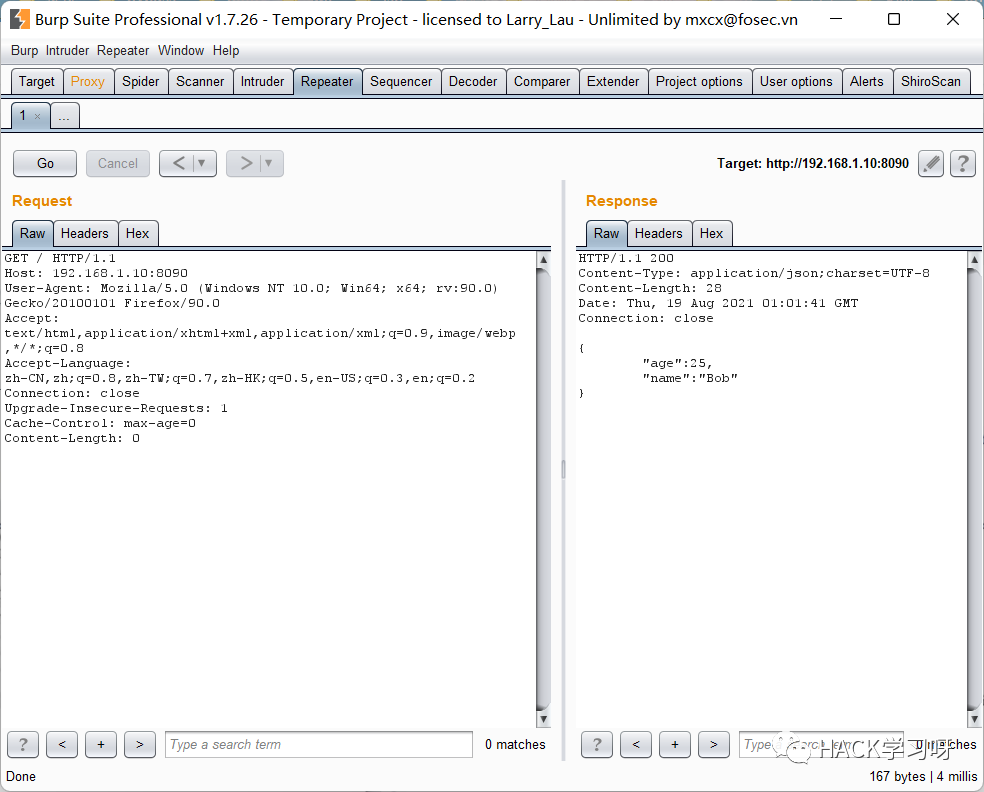 Burp Suite Professional v1.7.26 - Temporary Project - licensed to Larry_Lau - Unlimited by mxcx@fosec.vn
Burp Intruder Repeater Window Help
Target Proxy Spider Scanner Intruder Repeater Sequencer Decoder Comparer Extender Project options User options Alerts ShiroScan
1 × ...
Go Cancel < > Target: http://192.168.1.10:8090 ?
Request
Raw Headers Hex
GET / HTTP/1.1
Host: 192.168.1.10:8090
User-Agent: Mozilla/5.0 (Windows NT 10.0; Win64; x64; rv:90.0)
Gecko/20100101 Firefox/90.0
Accept:
text/html,application/xhtml+xml,application/xml;q=0.9,image/webp
,*/*;q=0.8
Accept-Language:
zh-CN,zh;q=0.8,zh-TW;q=0.7,zh-HK;q=0.5,en-US;q=0.3,en;q=0.2
Connection: close
Upgrade-Insecure-Requests: 1
Cache-Control: max-age=0
Content-Length: 0
? < + > Type a search term 0 matches
Response
Raw Headers Hex
HTTP/1.1 200
Content-Type: application/json;charset=UTF-8
Content-Length: 28
Date: Thu, 19 Aug 2021 01:01:41 GMT
Connection: close
{
"age":25,
"name":"Bob"
}
? < + > Type a search term 0 matches
HACK学习呀
Done 167 bytes | 4 millis